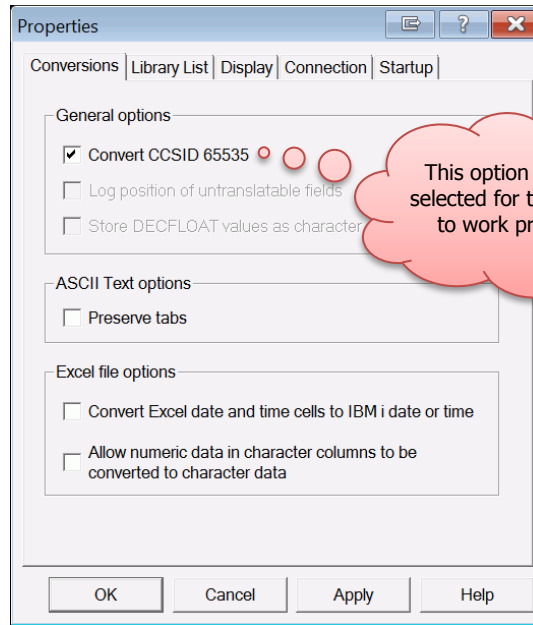 Properties
Conversions Library List Display Connection Startup
General options
Convert CCSID 65535
Log position of untranslatable fields
Store DECFLOAT values as character
This option
selected for
to work
ASCII Text options
Preserve tabs
Excel file options
Convert Excel date and time cells to IBM i date or time
Allow numeric data in character columns to be
converted to character data
OK Cancel Apply Help